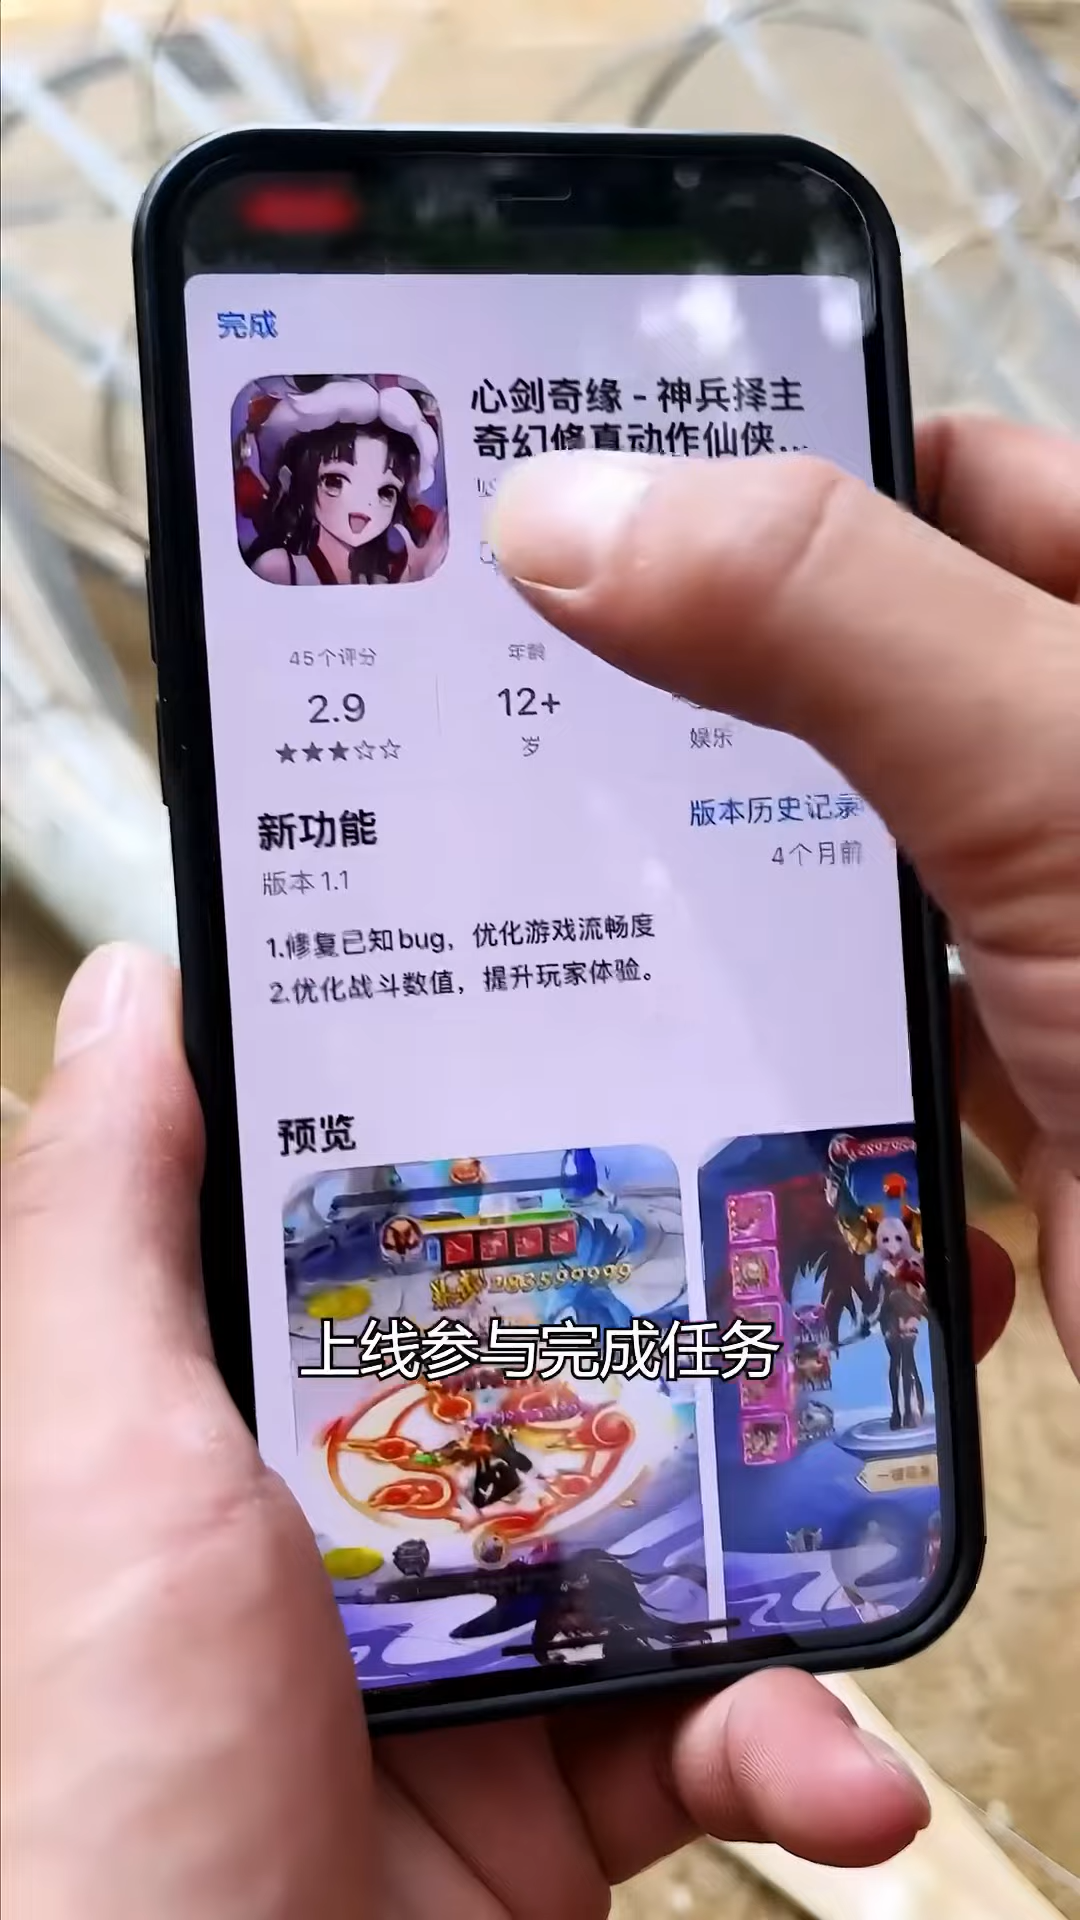 完成
心剑奇缘 - 神兵择主
奇幻修真动作仙侠...
45个评分
年龄
2.9
12+
★★★☆☆
岁
娱乐
新功能
版本历史记录
版本 1.1
4个月前
1.修复已知bug，优化游戏流畅度
2.优化战斗数值，提升玩家体验。
预览
上线参与完成任务